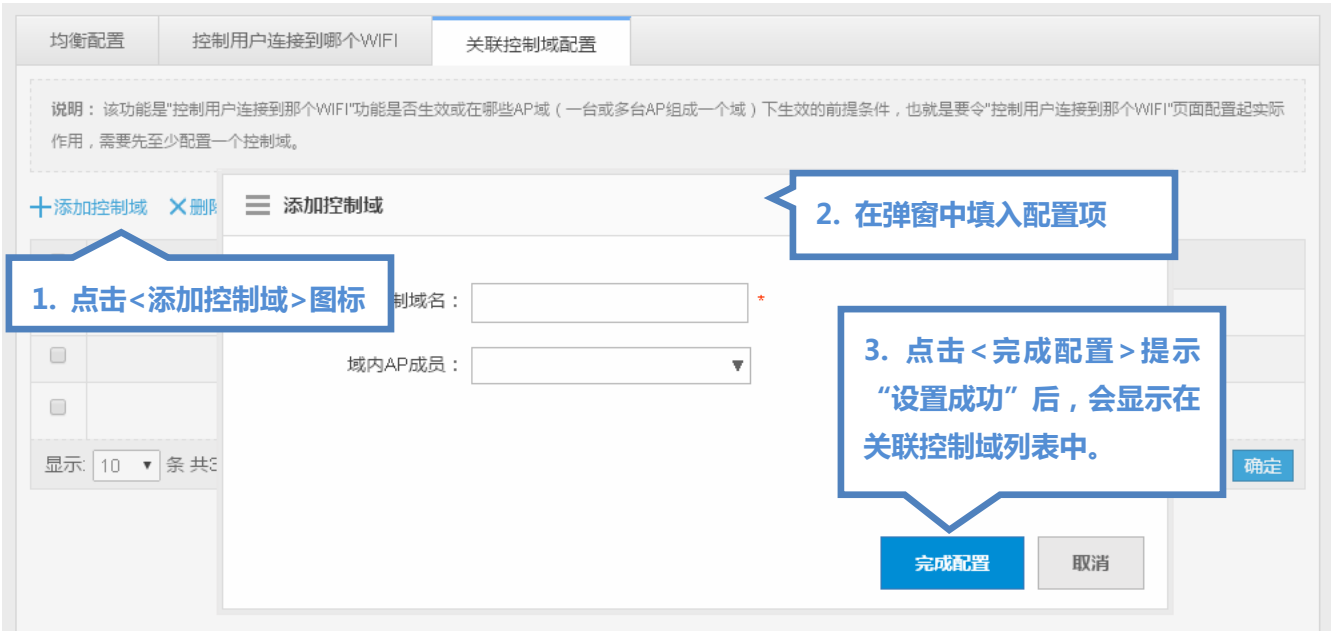 均衡配置 控制用户连接到哪个WIFI 关联控制域配置
说明：该功能是"控制用户连接到那个WIFI"功能是否生效或在哪些AP域（一台或多台AP组成一个域）下生效的前提条件，也就是要令"控制用户连接到那个WIFI"页面配置起实际
作用，需要先至少配置一个控制域。
添加控制域 删
添加控制域
2. 在弹窗中填入配置项
1. 点击<添加控制域>图标
制域名： *
域内AP成员：
3. 点击<完成配置>提示
“设置成功”后，会显示在
关联控制域列表中。
显示: 10 条 共3
确定
完成配置 取消